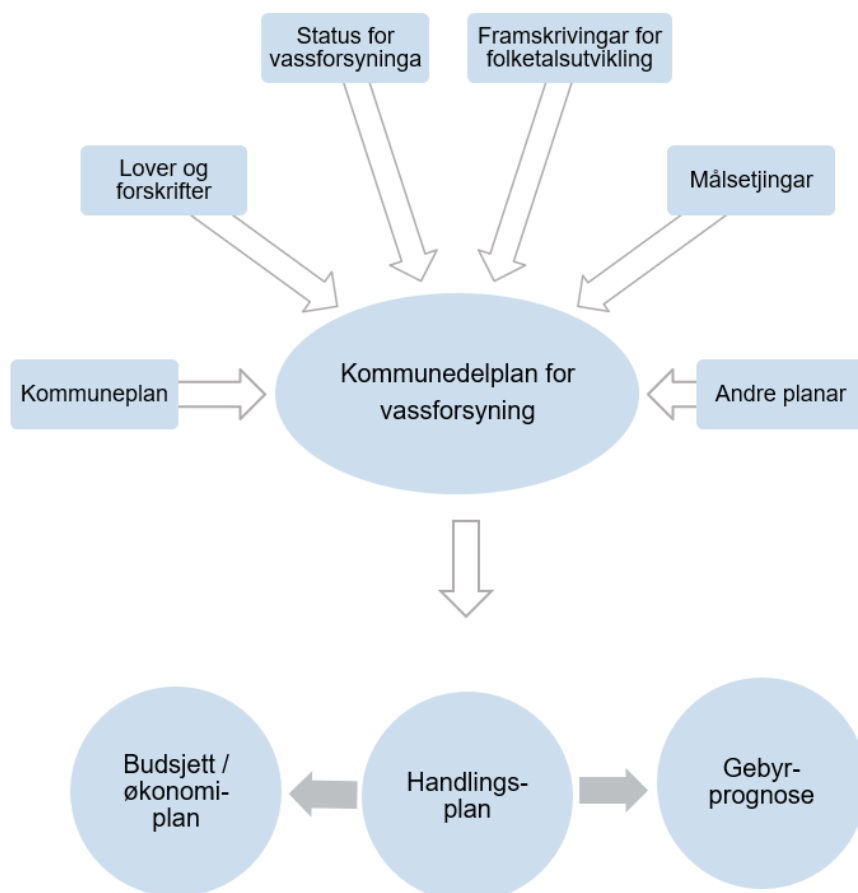 Status for
vassforsyninga
Framskrivingar for
folketalsutvikling
Lover og
forskrifter
Målsetjingar
Kommuneplan
Kommunedelplan for
vassforsyning
Andre planar
Budsjett /
økonomi-
plan
Handlings-
plan
Gebyr-
prognose